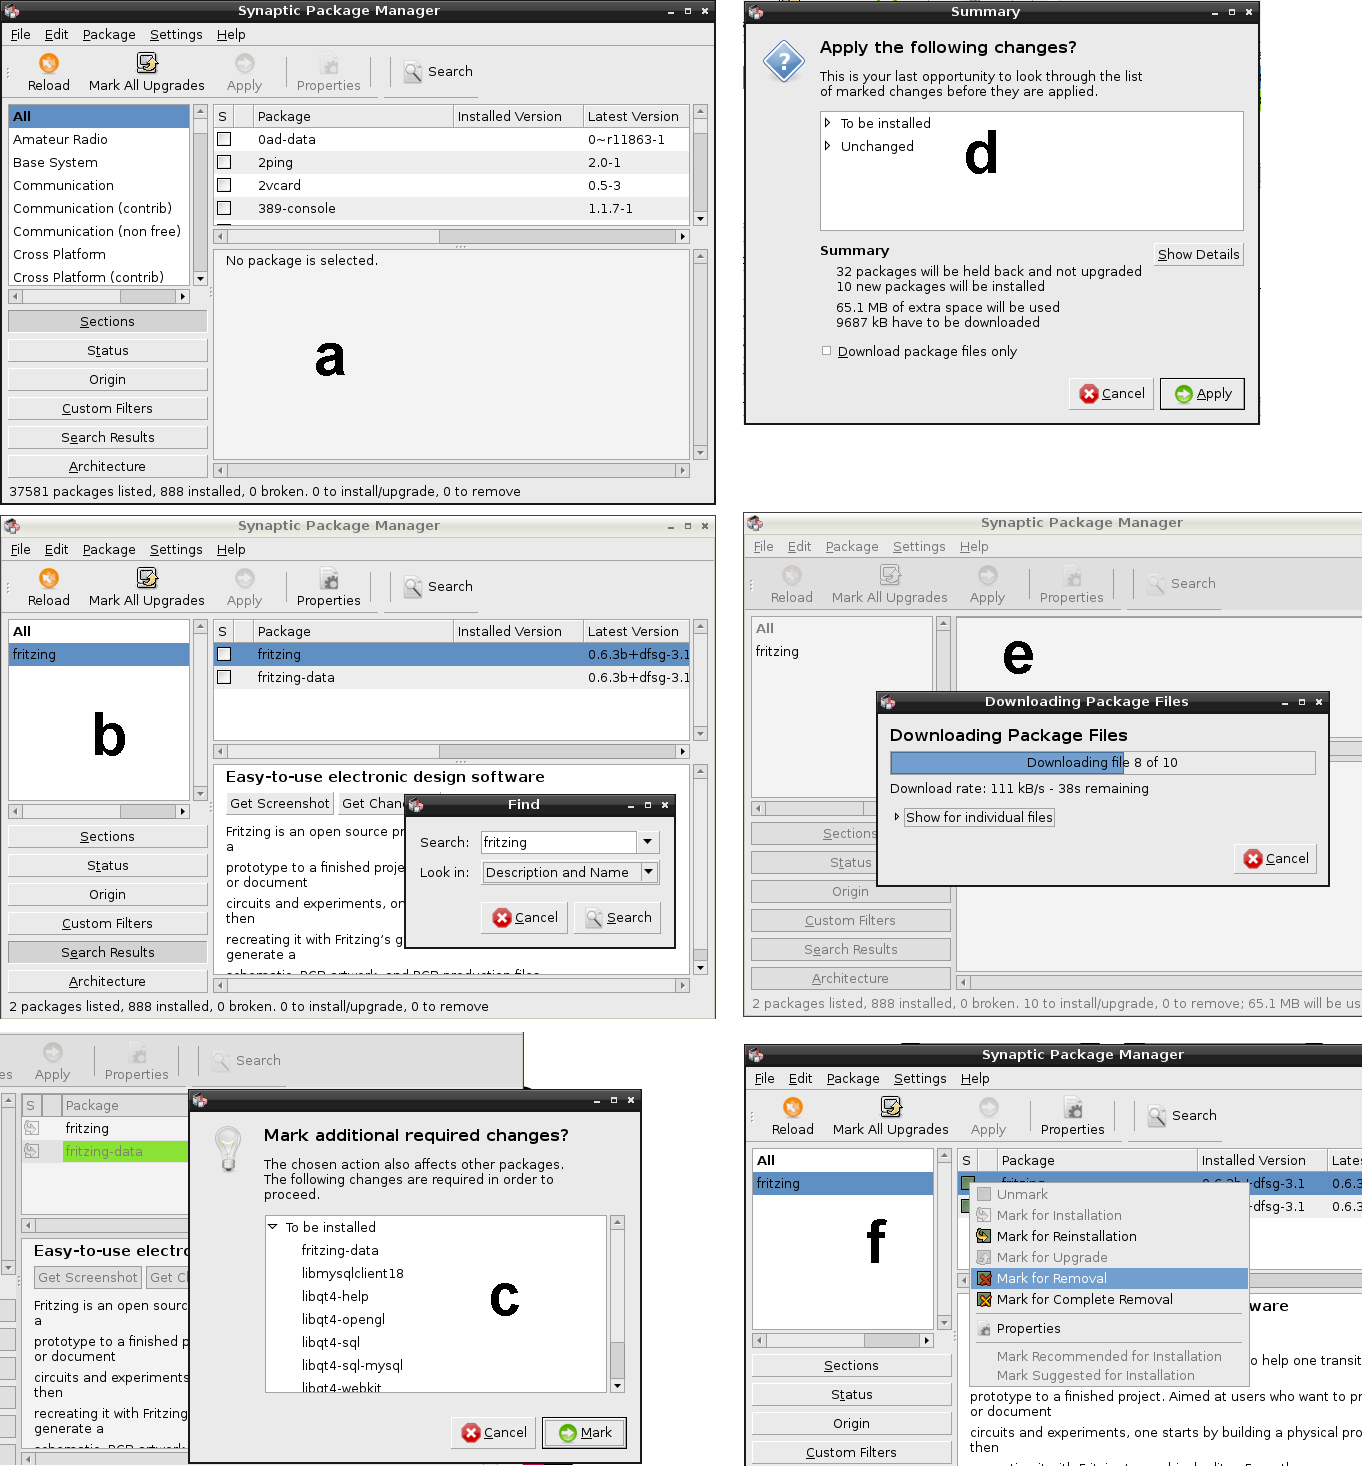 Synaptic Package Manager
File Edit Package Settings Help
Reload Mark All Upgrades Apply Properties Search
All
Amateur Radio
Base System
Communication
Communication (contrib)
Communication (non free)
Cross Platform
Cross Platform (contrib)
S Package Installed Version Latest Version
0ad-data 0~r11863-1
2ping 2.0-1
2vcard 0.5-3
389-console 1.1.7-1
No package is selected.
a
Sections
Status
Origin
Custom Filters
Search Results
Architecture
37581 packages listed, 888 installed, 0 broken. 0 to install/upgrade, 0 to remove
Summary
Apply the following changes?
This is your last opportunity to look through the list
of marked changes before they are applied.
To be installed
Unchanged
d
Summary
Show Details
32 packages will be held back and not upgraded
10 new packages will be installed
65.1 MB of extra space will be used
9687 kB have to be downloaded
Download package files only
Cancel Apply
Synaptic Package Manager
File Edit Package Settings Help
Reload Mark All Upgrades Apply Properties Search
All
fritzing
b
S Package Installed Version Latest Version
fritzing 0.6.3b+dfsg-3.1
fritzing-data 0.6.3b+dfsg-3.1
Easy-to-use electronic design software
Get Screenshot Get Chan
Fritzing is an open source pr
a
prototype to a finished proje
or document
circuits and experiments, on
then
recreating it with Fritzing's g
generate a
schematic, PCB artwork, and PCB production files
Find
Search: fritzing
Look in: Description and Name
Cancel Search
Sections
Status
Origin
Custom Filters
Search Results
Architecture
2 packages listed, 888 installed, 0 broken. 0 to install/upgrade, 0 to remove
Synaptic Package Manager
File Edit Package Settings Help
Reload Mark All Upgrades Apply Properties Search
All
fritzing
e
Downloading Package Files
Downloading Package Files
Downloading file 8 of 10
Download rate: 111 kB/s - 38s remaining
Show for individual files
Cancel
Sections
Status
Origin
Custom Filters
Search Results
Architecture
2 packages listed, 888 installed, 0 broken. 10 to install/upgrade, 0 to remove; 65.1 MB will be us
es Apply Properties Search
S Package
fritzing
fritzing-data
Easy-to-use electro
Get Screenshot Get C
Fritzing is an open sourc
a
prototype to a finished p
or document
circuits and experiments
then
recreating it with Fritzing
generate a
schematic, PCB artwork
Mark additional required changes?
The chosen action also affects other packages.
The following changes are required in order to
proceed.
To be installed
fritzing-data
libmysqlclient18
libqt4-help
libqt4-opengl
libqt4-sql
libqt4-sql-mysql
libqt4-webkit
c
Cancel Mark
Synaptic Package Manager
File Edit Package Settings Help
Reload Mark All Upgrades Apply Properties Search
All
fritzing
f
S Package Installed Version Lates
fritzing 0.6.3b+dfsg-3.1 0.6.3
-dfsg-3.1 0.6.3
Unmark
Mark for Installation
Mark for Reinstallation
Mark for Upgrade
Mark for Removal
Mark for Complete Removal
Properties
Mark Recommended for Installation
Mark Suggested for Installation
ware
o help one transit
prototype to a finished project. Aimed at users who want to pr
or document
circuits and experiments, one starts by building a physical pro
then
Sections
Status
Origin
Custom Filters